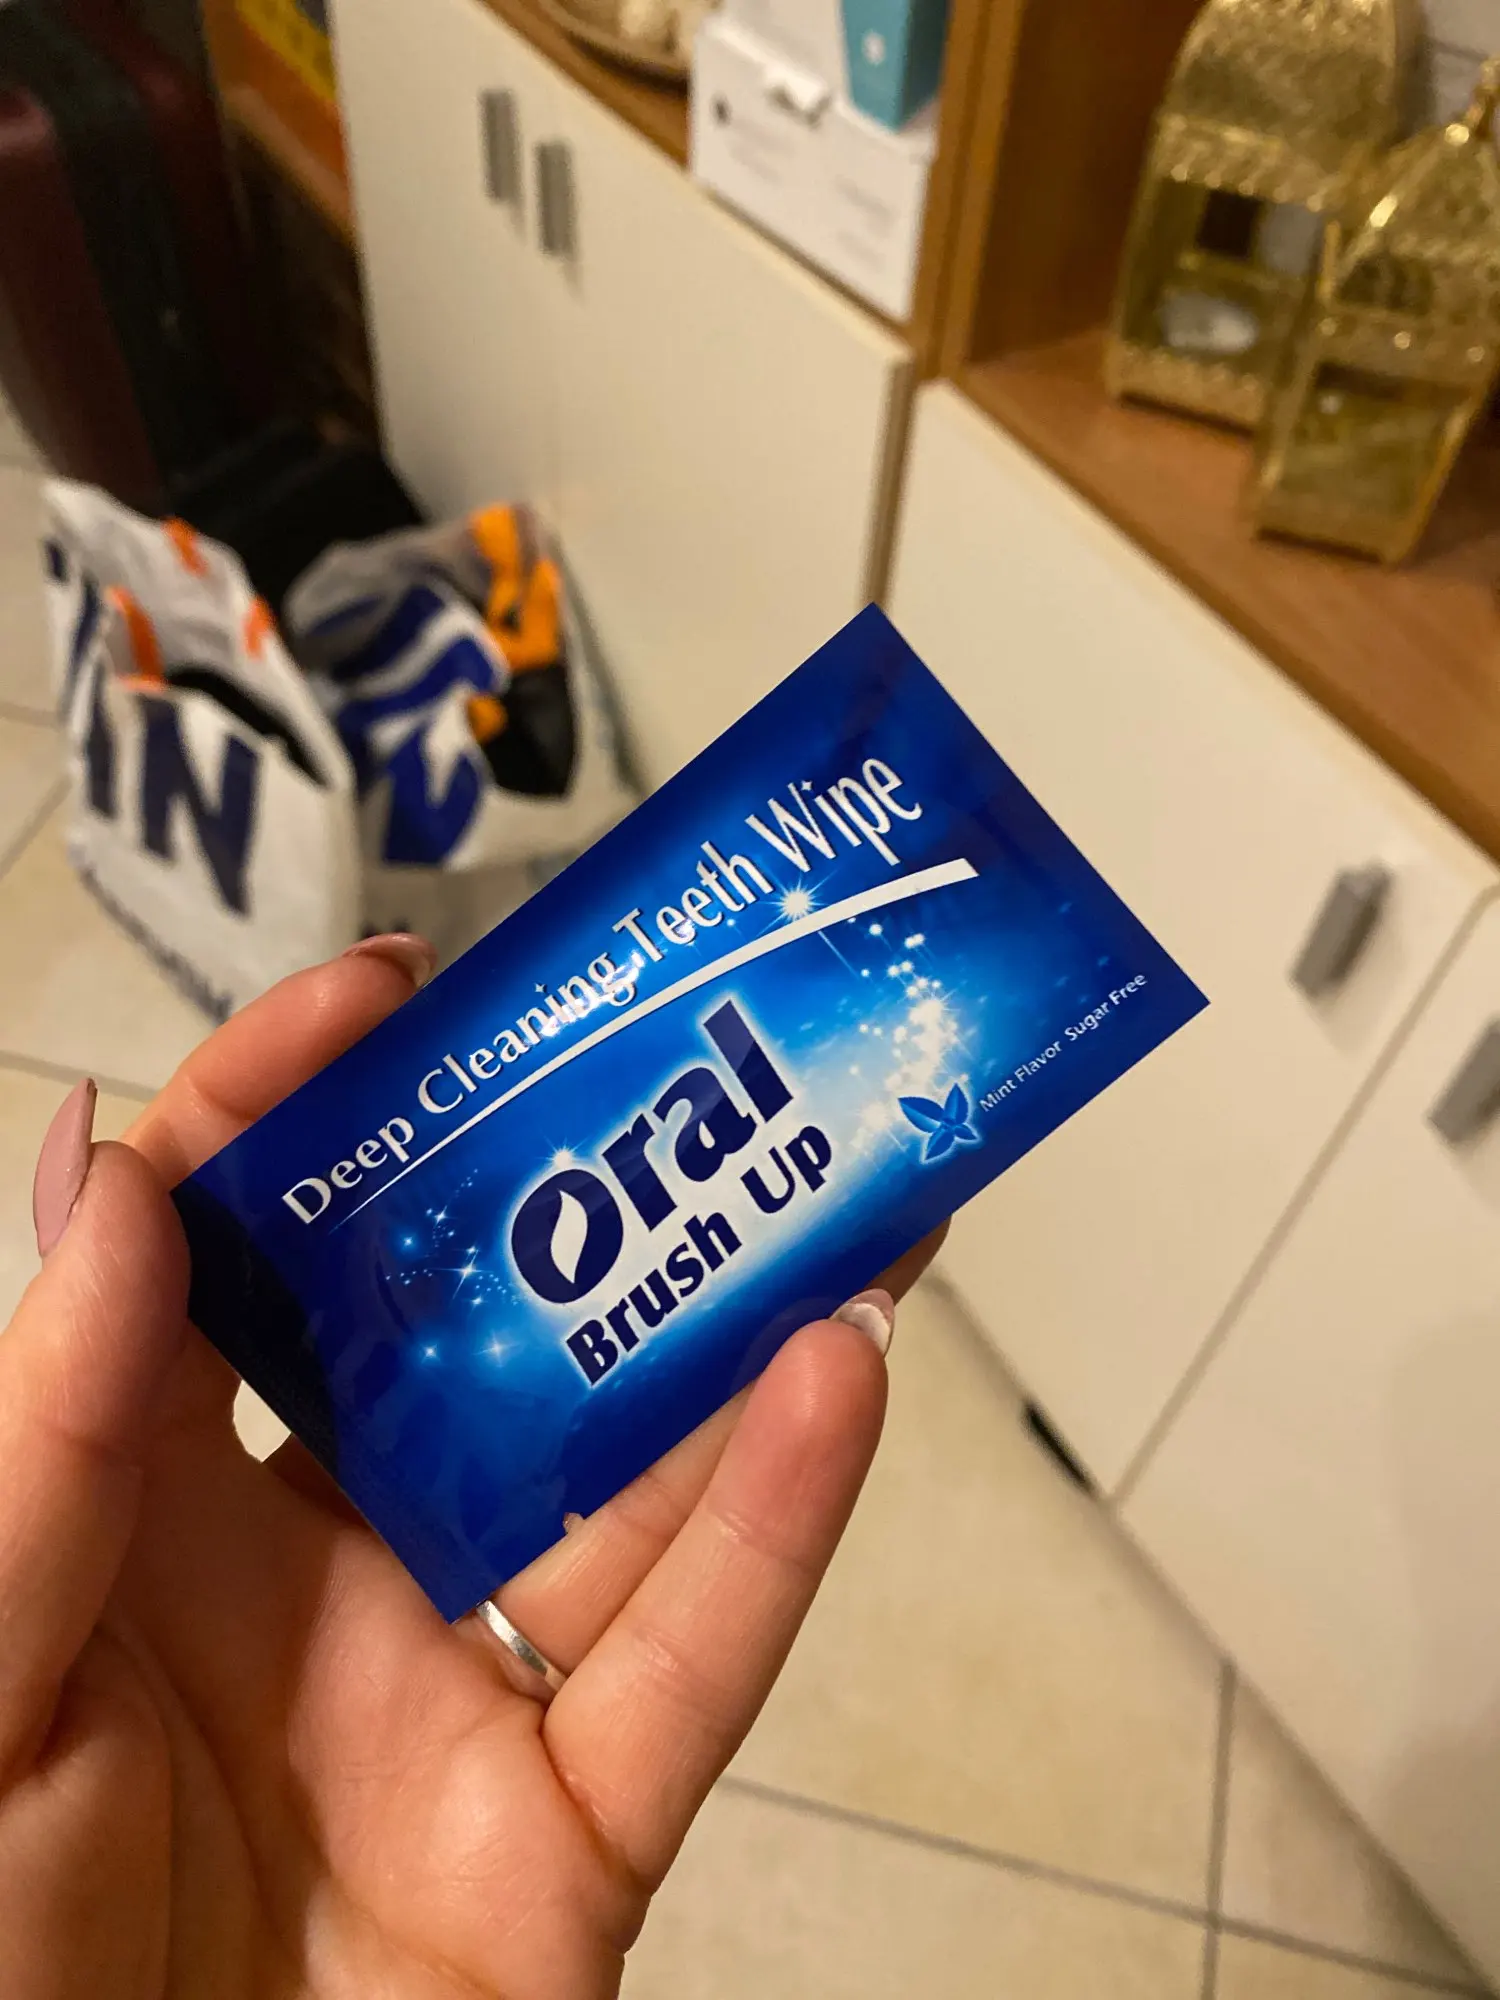 Deep Cleaning Teeth Wipe
Oral
Brush Up
Mint Flavor Sugar Free